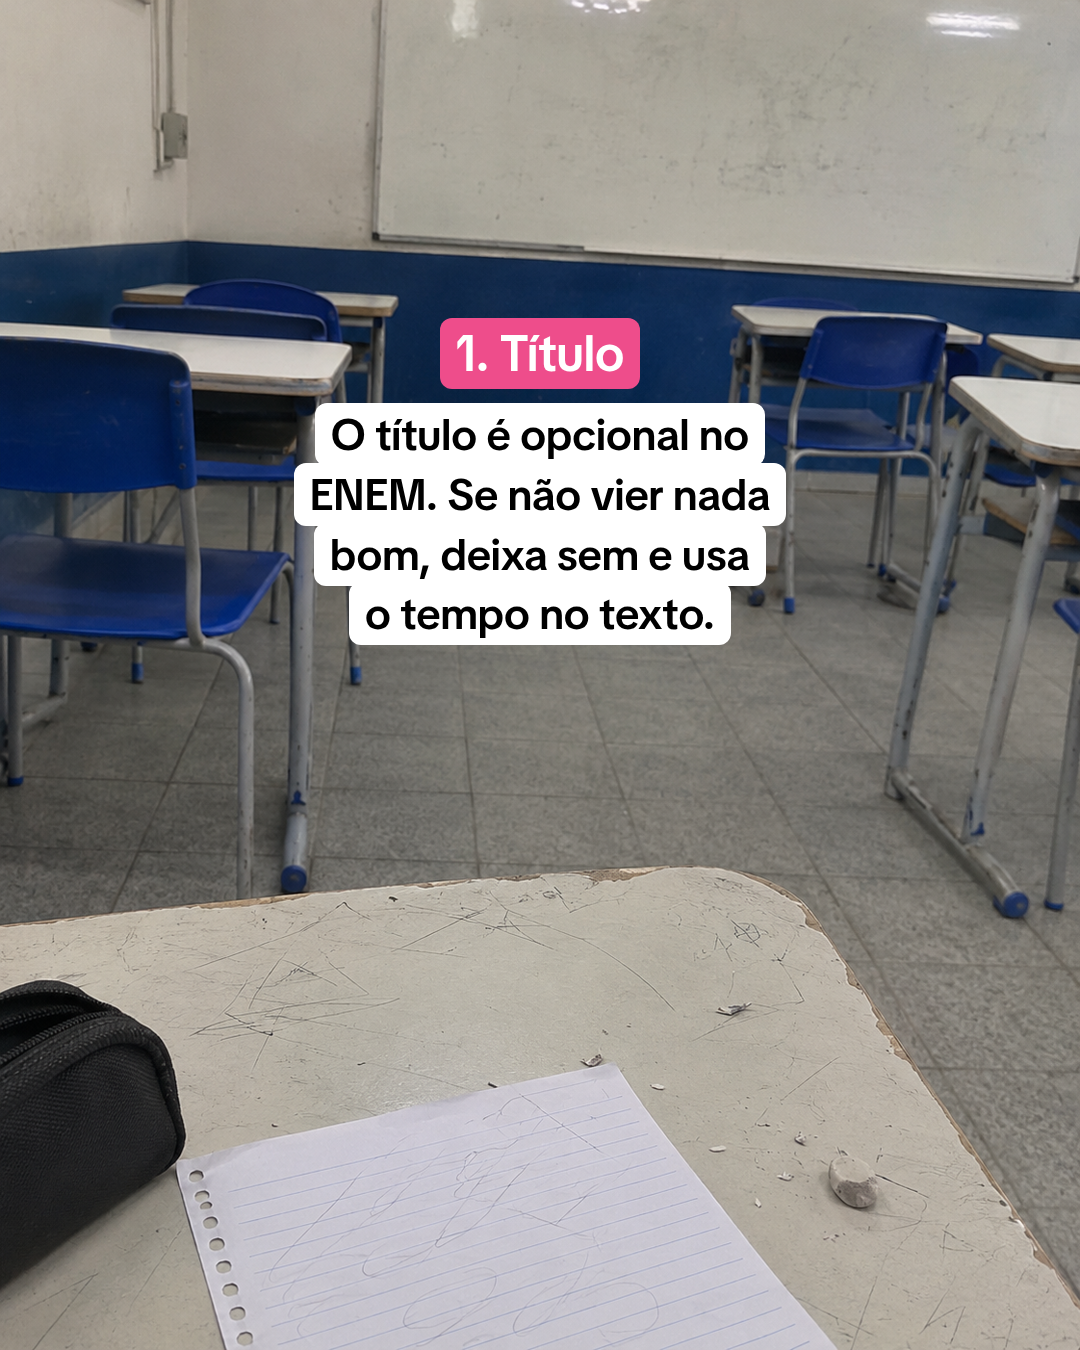 1. Título
O título é opcional no
ENEM. Se não vier nada
bom, deixa sem e usa
o tempo no texto.